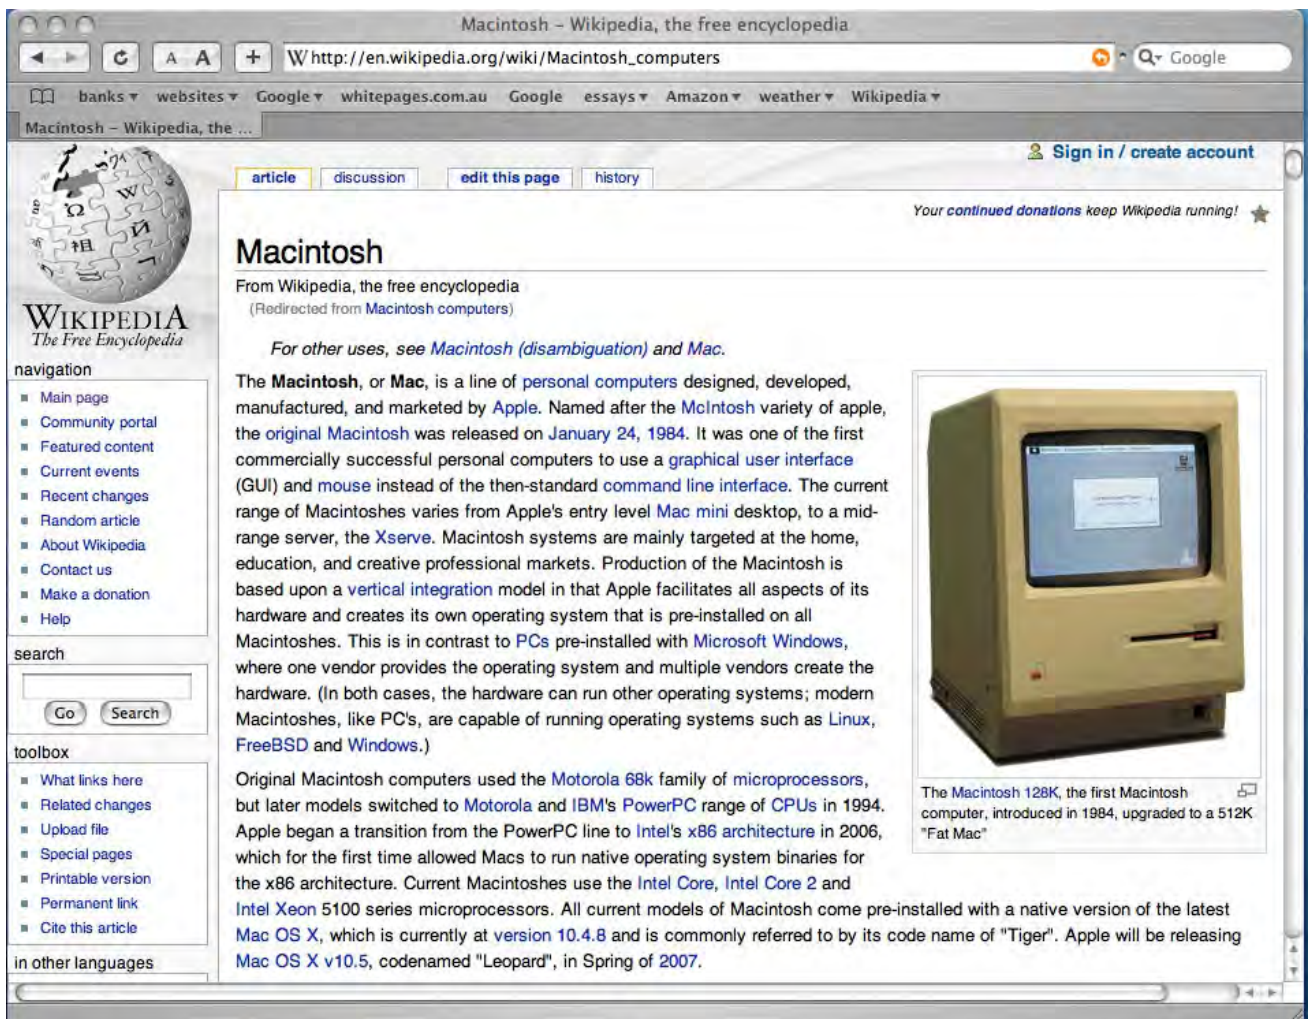 Macintosh – Wikipedia, the free encyclopedia
A A + W http://en.wikipedia.org/wiki/Macintosh_computers Google
banks websites Google whitepages.com.au Google essays Amazon weather Wikipedia
Macintosh – Wikipedia, the ...
Sign in / create account
article discussion edit this page history
Your continued donations keep Wikipedia running!
Ω W И 祖
WIKIPEDIA
The Free Encyclopedia
Macintosh
From Wikipedia, the free encyclopedia
(Redirected from Macintosh computers)
For other uses, see Macintosh (disambiguation) and Mac.
The Macintosh, or Mac, is a line of personal computers designed, developed,
manufactured, and marketed by Apple. Named after the McIntosh variety of apple,
the original Macintosh was released on January 24, 1984. It was one of the first
commercially successful personal computers to use a graphical user interface
(GUI) and mouse instead of the then-standard command line interface. The current
range of Macintoshes varies from Apple's entry level Mac mini desktop, to a mid-
range server, the Xserve. Macintosh systems are mainly targeted at the home,
education, and creative professional markets. Production of the Macintosh is
based upon a vertical integration model in that Apple facilitates all aspects of its
hardware and creates its own operating system that is pre-installed on all
Macintoshes. This is in contrast to PCs pre-installed with Microsoft Windows,
where one vendor provides the operating system and multiple vendors create the
hardware. (In both cases, the hardware can run other operating systems; modern
Macintoshes, like PC's, are capable of running operating systems such as Linux,
FreeBSD and Windows.)
Original Macintosh computers used the Motorola 68k family of microprocessors,
but later models switched to Motorola and IBM's PowerPC range of CPUs in 1994.
Apple began a transition from the PowerPC line to Intel's x86 architecture in 2006,
which for the first time allowed Macs to run native operating system binaries for
the x86 architecture. Current Macintoshes use the Intel Core, Intel Core 2 and
Intel Xeon 5100 series microprocessors. All current models of Macintosh come pre-installed with a native version of the latest
Mac OS X, which is currently at version 10.4.8 and is commonly referred to by its code name of "Tiger". Apple will be releasing
Mac OS X v10.5, codenamed "Leopard", in Spring of 2007.
The Macintosh 128K, the first Macintosh
computer, introduced in 1984, upgraded to a 512K
"Fat Mac"
navigation
Main page
Community portal
Featured content
Current events
Recent changes
Random article
About Wikipedia
Contact us
Make a donation
Help
search
Go Search
toolbox
What links here
Related changes
Upload file
Special pages
Printable version
Permanent link
Cite this article
in other languages